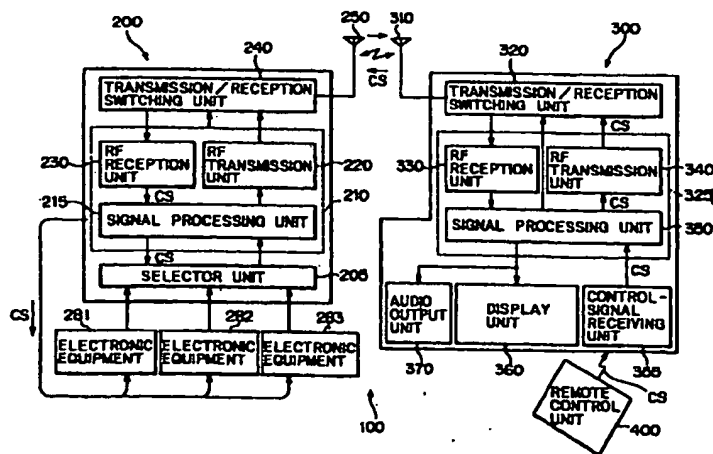 250
310
200
240
320
300
TRANSMISSION/RECEPTION
SWITCHING UNIT
CS
TRANSMISSION/RECEPTION
SWITCHING UNIT
CS
230
RF
RECEPTION
UNIT
RF
TRANSMISSION
UNIT
220
330
RF
RECEPTION
UNIT
RF
TRANSMISSION
UNIT
340
325
215
CS
210
CS
SIGNAL PROCESSING UNIT
SIGNAL PROCESSING UNIT
350
CS
CS
SELECTOR UNIT
205
CS
281
282
283
ELECTRONIC
EQUIPMENT
ELECTRONIC
EQUIPMENT
ELECTRONIC
EQUIPMENT
AUDIO
OUTPUT
UNIT
DISPLAY
UNIT
CONTROL-
SIGNAL
RECEIVING
UNIT
370
360
365
CS
100
REMOTE
CONTROL
UNIT
400